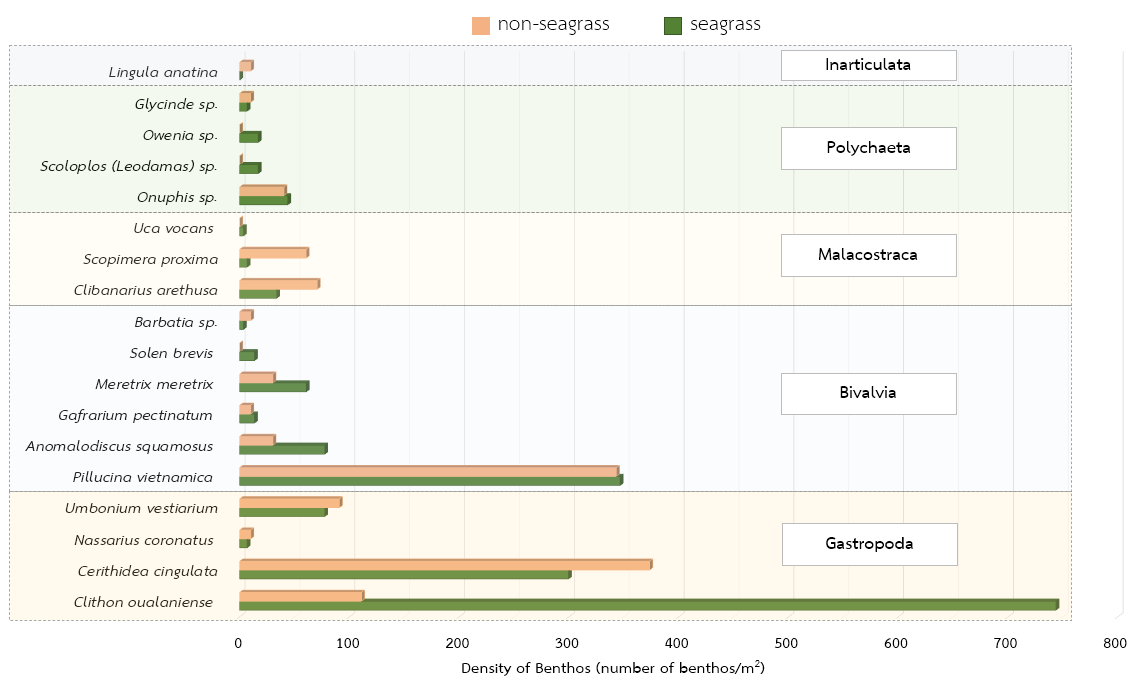 non-seagrass seagrass
Lingula anatina
Inarticulata
Glycinde sp.
Owenia sp.
Polychaeta
Scoloplos (Leodamas) sp.
Onuphis sp.
Uca vocans
Scopimera proxima
Malacostraca
Clibanarius arethusa
Barbatia sp.
Solen brevis
Meretrix meretrix
Bivalvia
Gafrarium pectinatum
Anomalodiscus squamosus
Pillucina vietnamica
Umbonium vestiarium
Nassarius coronatus
Gastropoda
Cerithidea cingulata
Clithon oualaniense
0 100 200 300 400 500 600 700 800
Density of Benthos (number of benthos/m²)